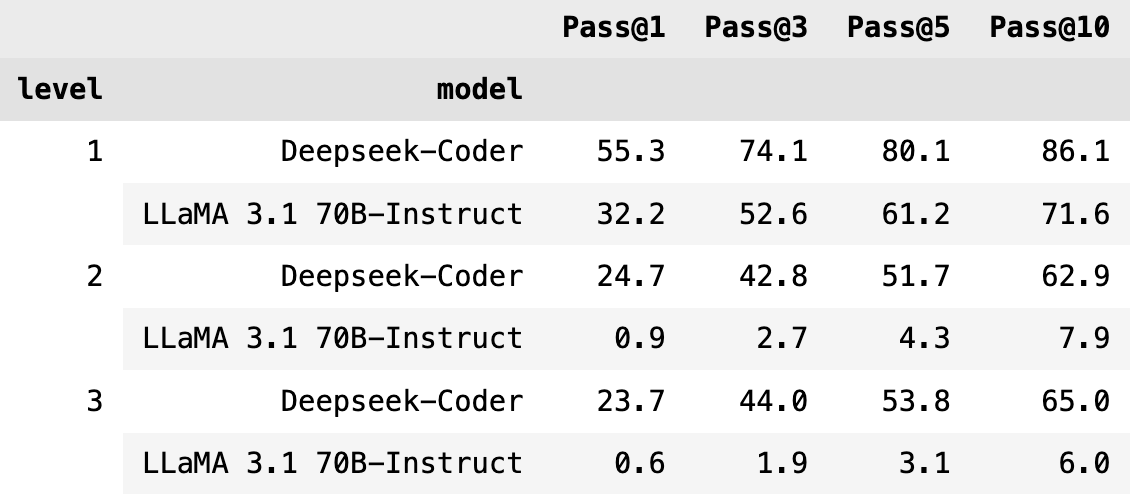 Pass@1 Pass@3 Pass@5 Pass@10
level model
1 Deepseek-Coder 55.3 74.1 80.1 86.1
LLaMA 3.1 70B-Instruct 32.2 52.6 61.2 71.6
2 Deepseek-Coder 24.7 42.8 51.7 62.9
LLaMA 3.1 70B-Instruct 0.9 2.7 4.3 7.9
3 Deepseek-Coder 23.7 44.0 53.8 65.0
LLaMA 3.1 70B-Instruct 0.6 1.9 3.1 6.0